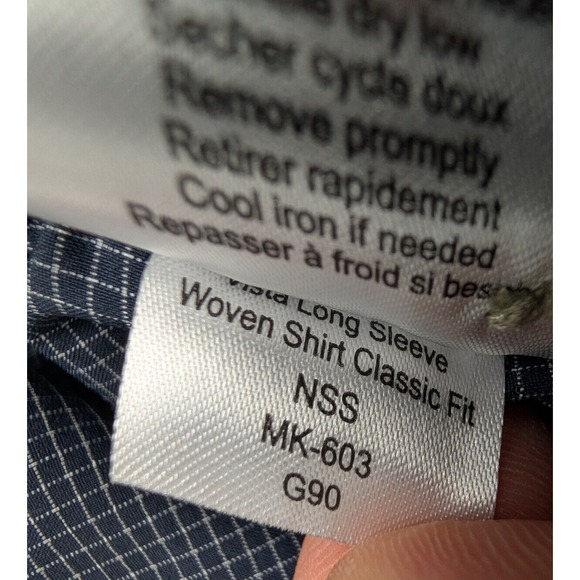 dry low
Sécher cycle doux
Remove promptly
Retirer rapidement
Cool iron if needed
Repasser à froid si
Vista Long Sleeve
Woven Shirt Classic Fit
NSS
MK-603
G90